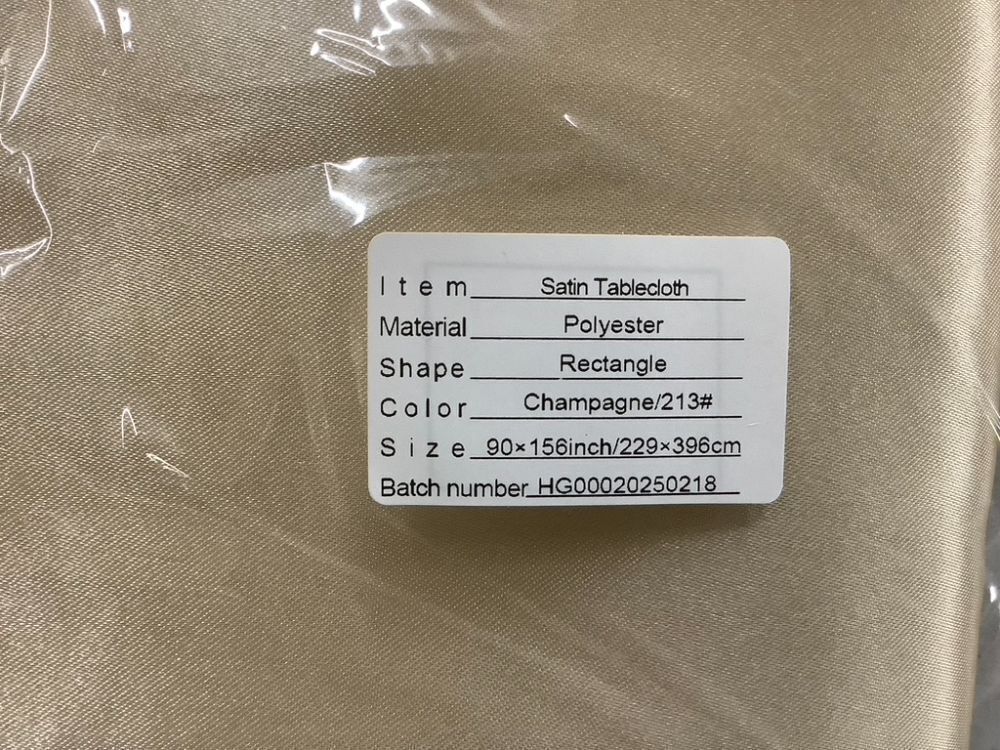 Item Satin Tablecloth
Material Polyester
Shape Rectangle
Color Champagne/213#
Size 90×156inch/229×396cm
Batch number HG00020250218